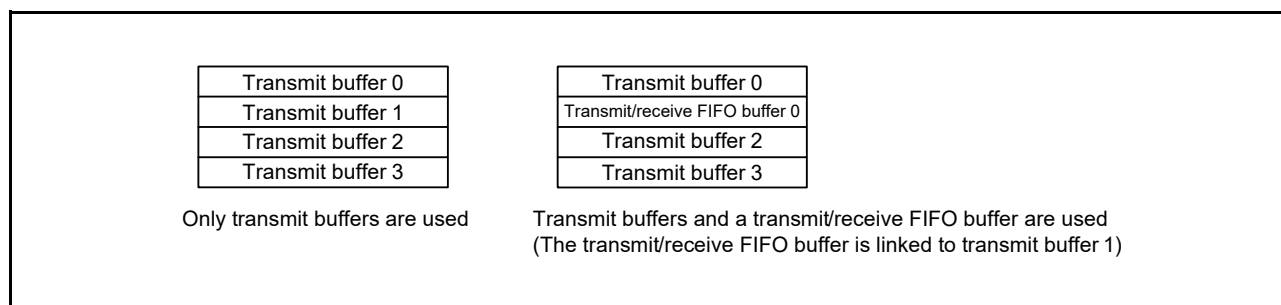 Transmit buffer 0
Transmit buffer 1
Transmit buffer 2
Transmit buffer 3
Only transmit buffers are used
Transmit buffer 0
Transmit/receive FIFO buffer 0
Transmit buffer 2
Transmit buffer 3
Transmit buffers and a transmit/receive FIFO buffer are used
(The transmit/receive FIFO buffer is linked to transmit buffer 1)